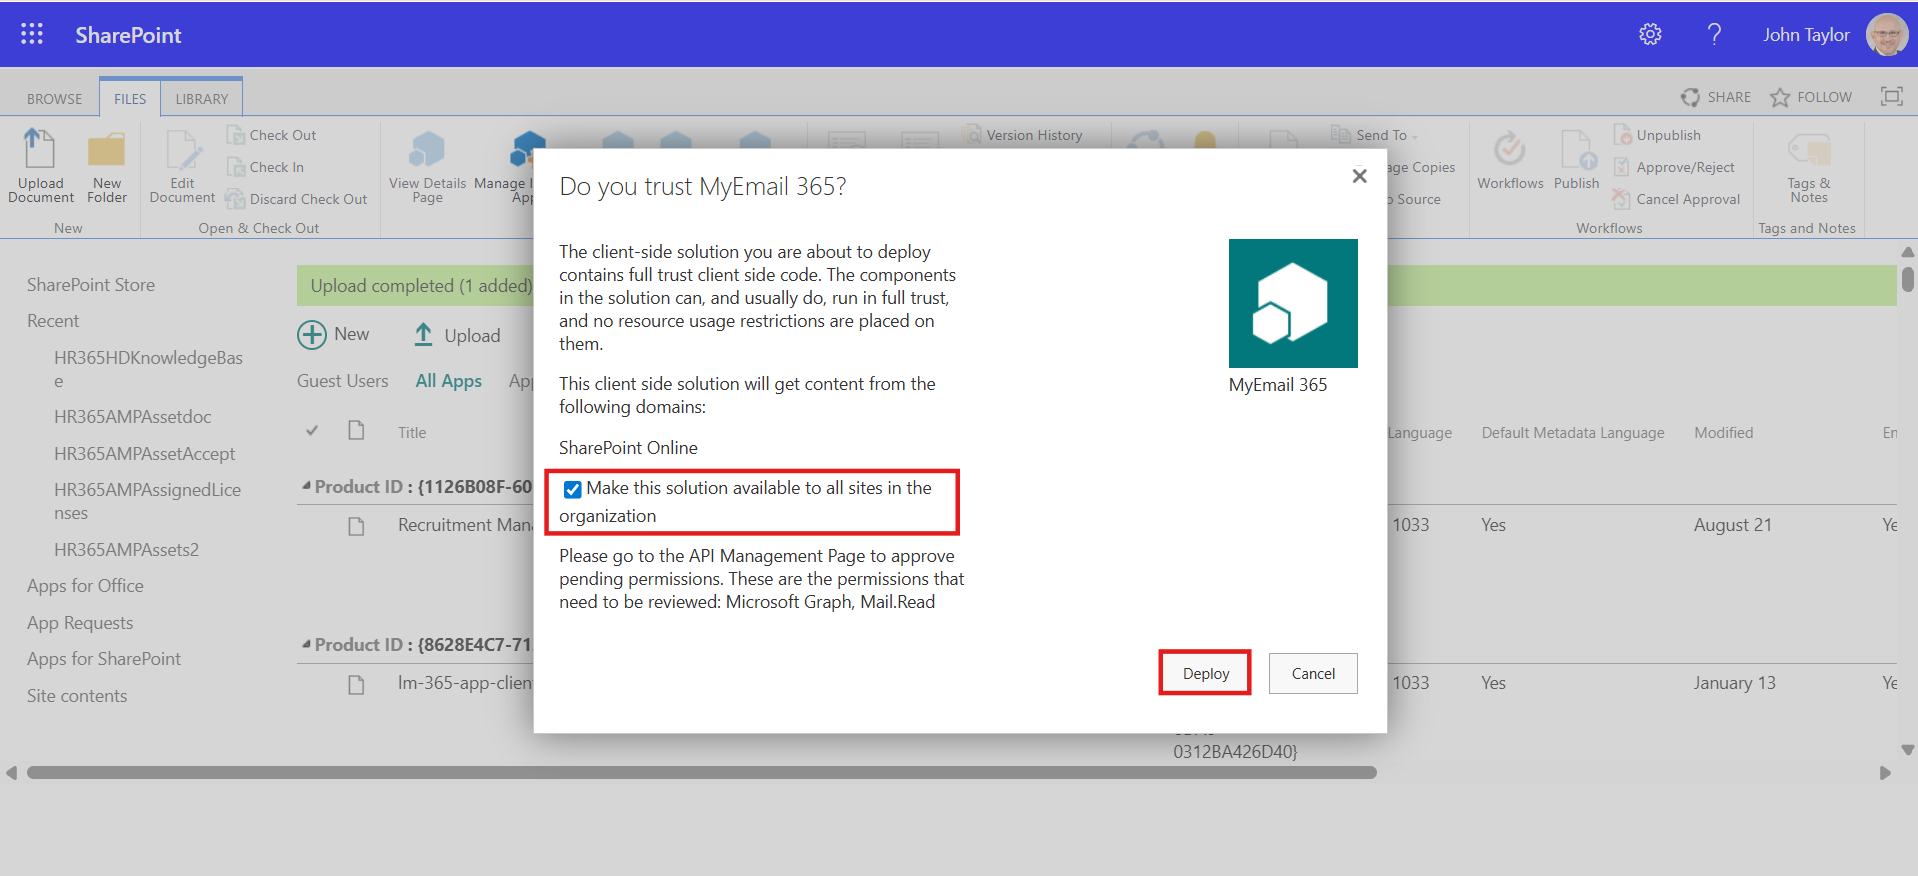 SharePoint
John Taylor
BROWSE FILES LIBRARY
SHARE FOLLOW
Upload Document
New Folder
New
Edit Document
Check Out
Check In
Discard Check Out
Open & Check Out
View Details Page
Manage
Version History
Send To
Copies
Source
Workflows
Publish
Unpublish
Approve/Reject
Cancel Approval
Workflows
Tags & Notes
Tags and Notes
SharePoint Store
Recent
HR365HDKnowledgeBas
e
HR365AMPAssetdoc
HR365AMPAssetAccept
HR365AMPAssignedLice
nses
HR365AMPAssets2
Apps for Office
App Requests
Apps for SharePoint
Site contents
Upload completed (1 added)
New Upload
Guest Users All Apps
Title Language Default Metadata Language Modified En
Product ID : {1126B08F-60
Recruitment Man 1033 Yes August 21 Ye
Product ID : {8628E4C7-71
lm-365-app-clien 1033 Yes January 13 Ye
0312BA426D40}
Do you trust MyEmail 365?
The client-side solution you are about to deploy
contains full trust client side code. The components
in the solution can, and usually do, run in full trust,
and no resource usage restrictions are placed on
them.
This client side solution will get content from the
following domains:
SharePoint Online
Make this solution available to all sites in the
organization
Please go to the API Management Page to approve
pending permissions. These are the permissions that
need to be reviewed: Microsoft Graph, Mail.Read
MyEmail 365
Deploy Cancel